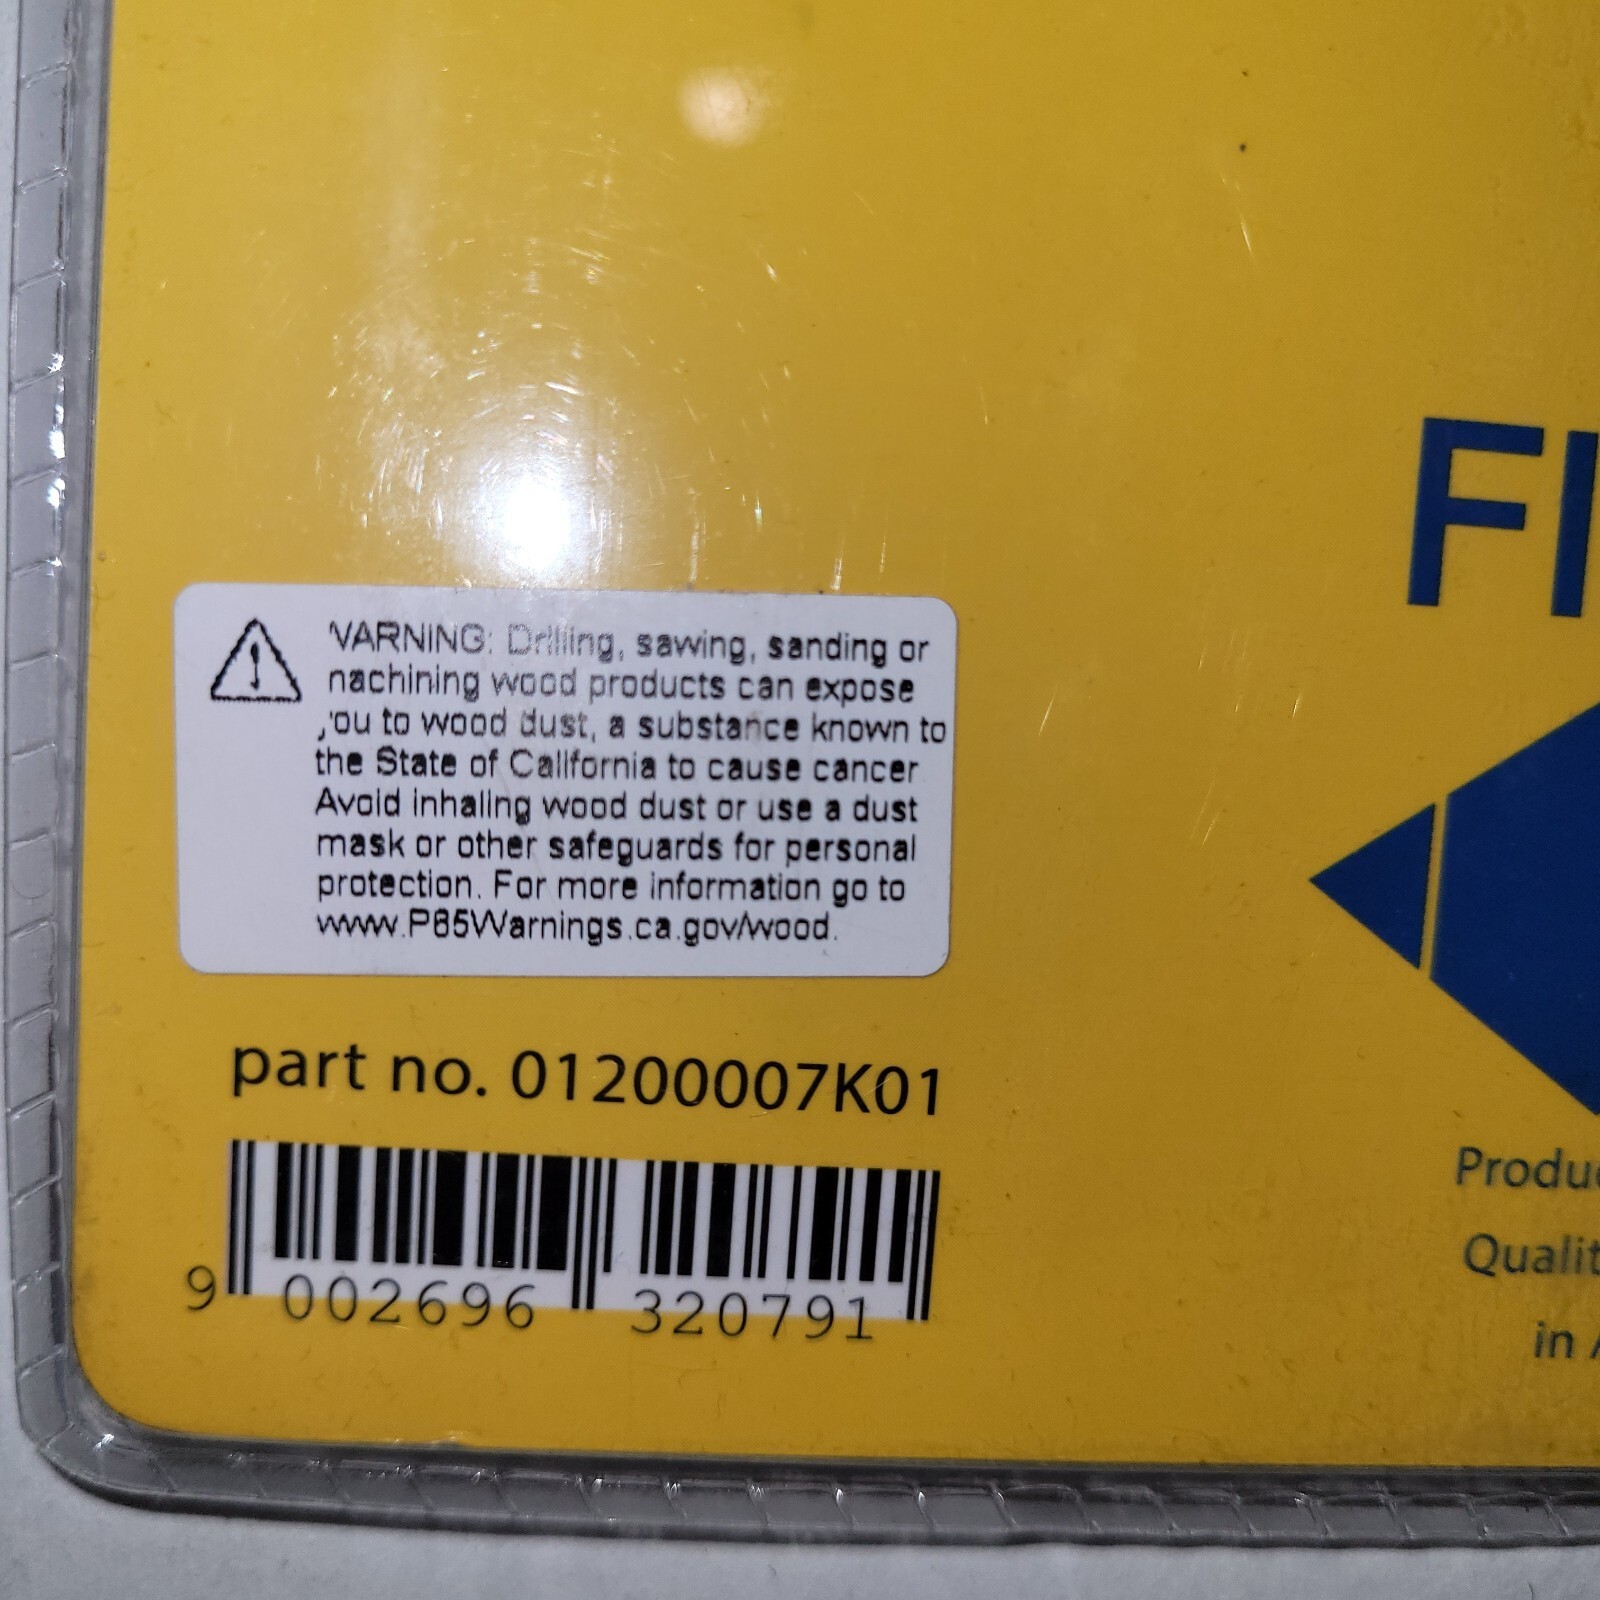 VARNING: Drilling, sawing, sanding or
nachining wood products can expose
you to wood dust, a substance known to
the State of California to cause cancer
Avoid inhaling wood dust or use a dust
mask or other safeguards for personal
protection. For more information go to
www.P65Warnings.ca.gov/wood.
part no. 01200007K01
9 002696 320791
FI
Produc
Qualit
in A